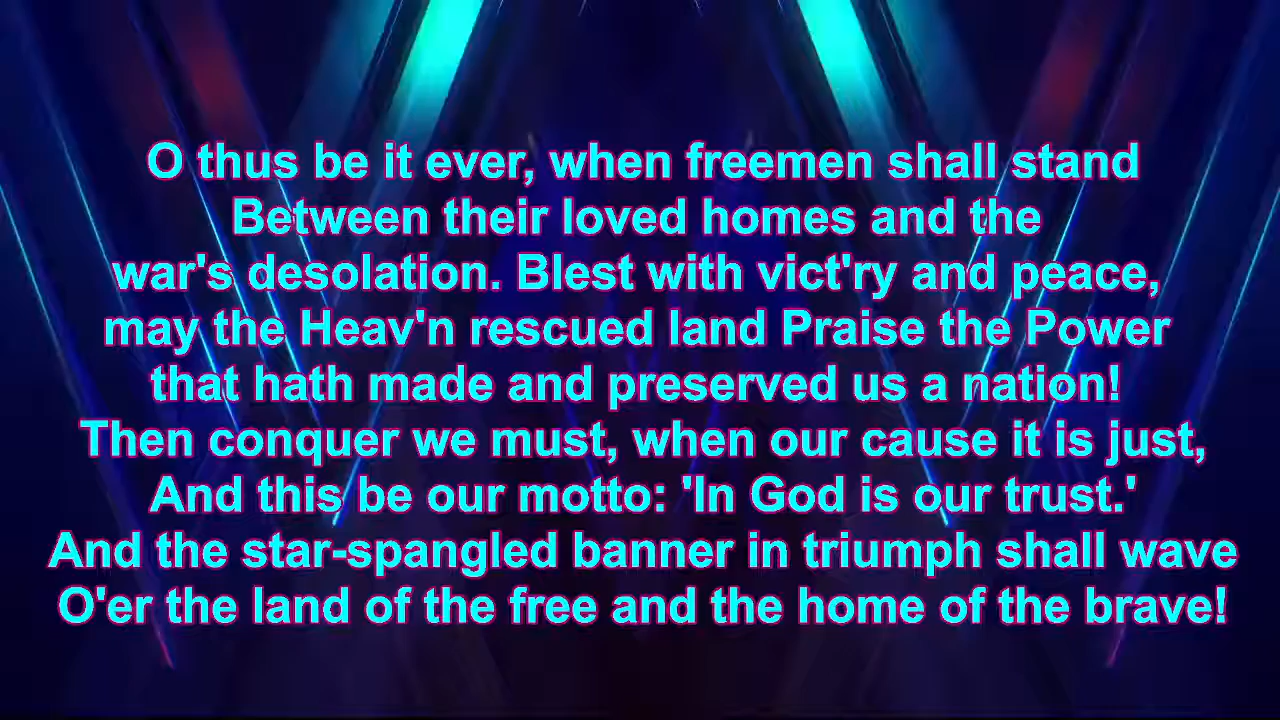 O thus be it ever, when freemen shall stand
Between their loved homes and the
war's desolation. Blest with vict'ry and peace,
may the Heav'n rescued land Praise the Power
that hath made and preserved us a nation!
Then conquer we must, when our cause it is just,
And this be our motto: 'In God is our trust.'
And the star-spangled banner in triumph shall wave
O'er the land of the free and the home of the brave!